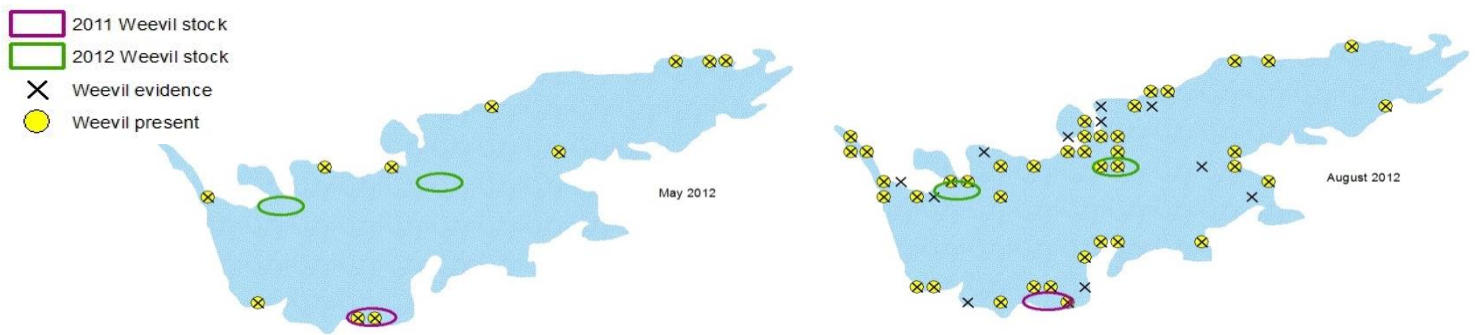 2011 Weevil stock
2012 Weevil stock
Weevil evidence
Weevil present
May 2012
August 2012